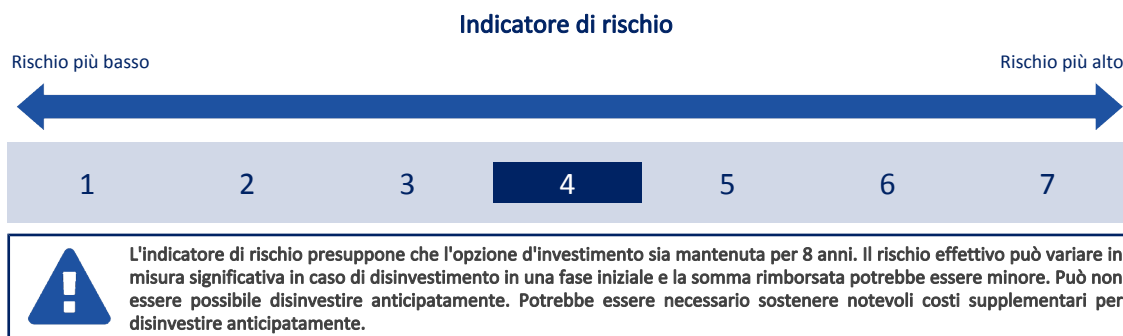 Indicatore di rischio
Rischio più basso
Rischio più alto
1 2 3 4 5 6 7
L'indicatore di rischio presuppone che l'opzione d'investimento sia mantenuta per 8 anni. Il rischio effettivo può variare in
misura significativa in caso di disinvestimento in una fase iniziale e la somma rimborsata potrebbe essere minore. Può non
essere possibile disinvestire anticipatamente. Potrebbe essere necessario sostenere notevoli costi supplementari per
disinvestire anticipatamente.